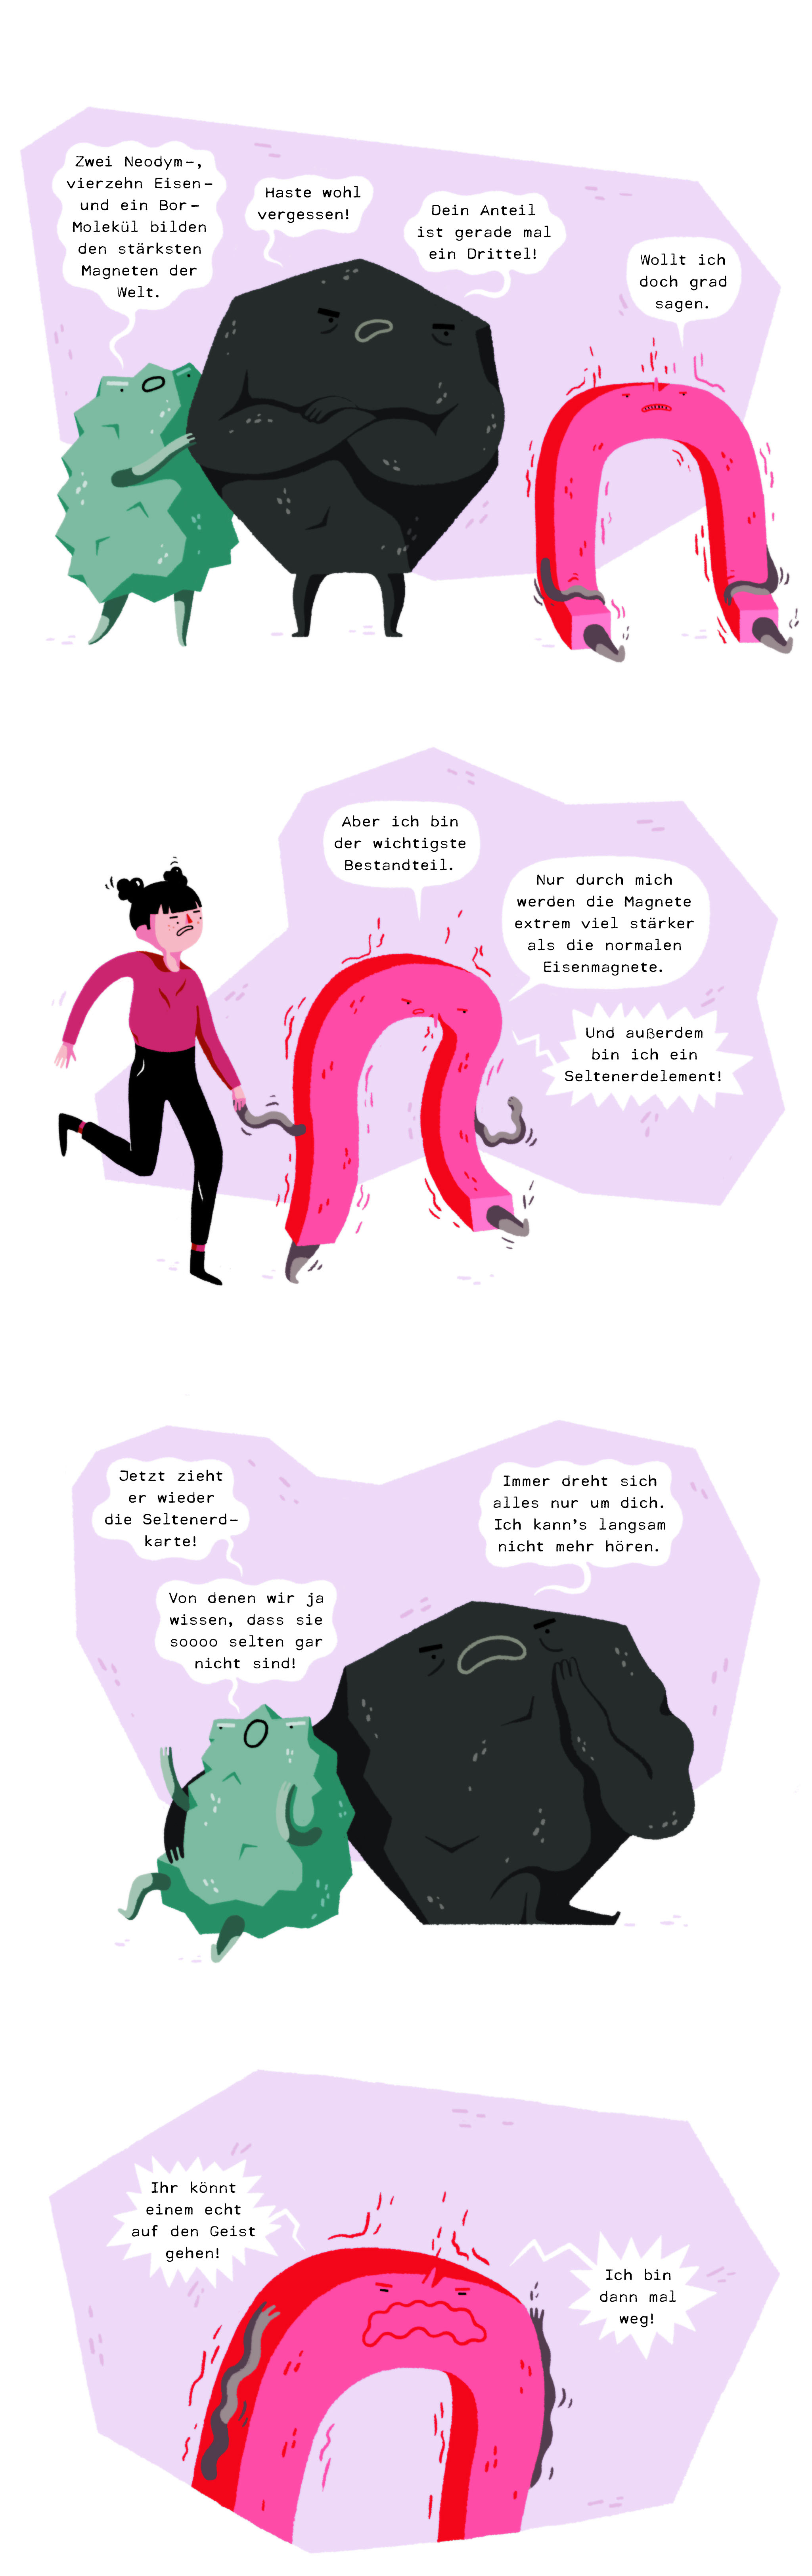 Zwei Neodym-,
vierzehn Eisen-
und ein Bor-
Molekül bilden
den stärksten
Magneten der
Welt.
Haste wohl
vergessen!
Dein Anteil
ist gerade mal
ein Drittel!
Wollt ich
doch grad
sagen.
Aber ich bin
der wichtigste
Bestandteil.
Nur durch mich
werden die Magnete
extrem viel stärker
als die normalen
Eisenmagnete.
Und außerdem
bin ich ein
Seltenerdelement!
Jetzt zieht
er wieder
die Seltenerd-
karte!
Von denen wir ja
wissen, dass sie
soooo selten gar
nicht sind!
Immer dreht sich
alles nur um dich.
Ich kann's langsam
nicht mehr hören.
Ihr könnt
einem echt
auf den Geist
gehen!
Ich bin
dann mal
weg!